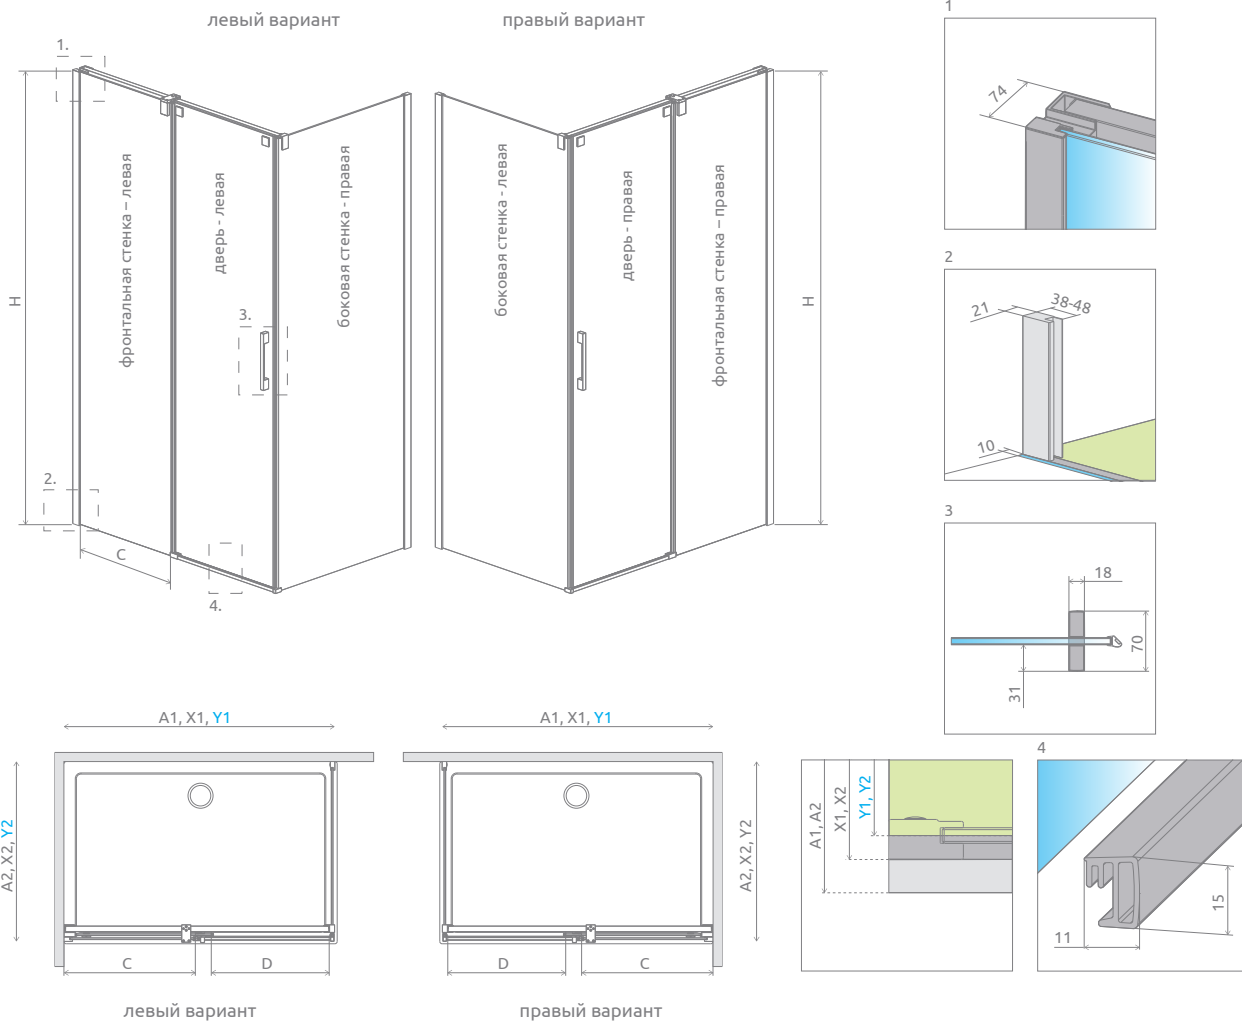 левый вариант
правый вариант
1.
H
фронтальная стенка – левая
дверь - левая
боковая стенка - правая
3.
2.
C
4.
боковая стенка - левая
дверь - правая
фронтальная стенка – правая
H
1
74
2
21
38-48
10
3
18
70
31
A1, X1, Y1
A2, X2, Y2
C
D
левый вариант
A1, X1, Y1
A2, X2, Y2
D
C
правый вариант
A1, A2
X1, X2
Y1, Y2
4
15
11